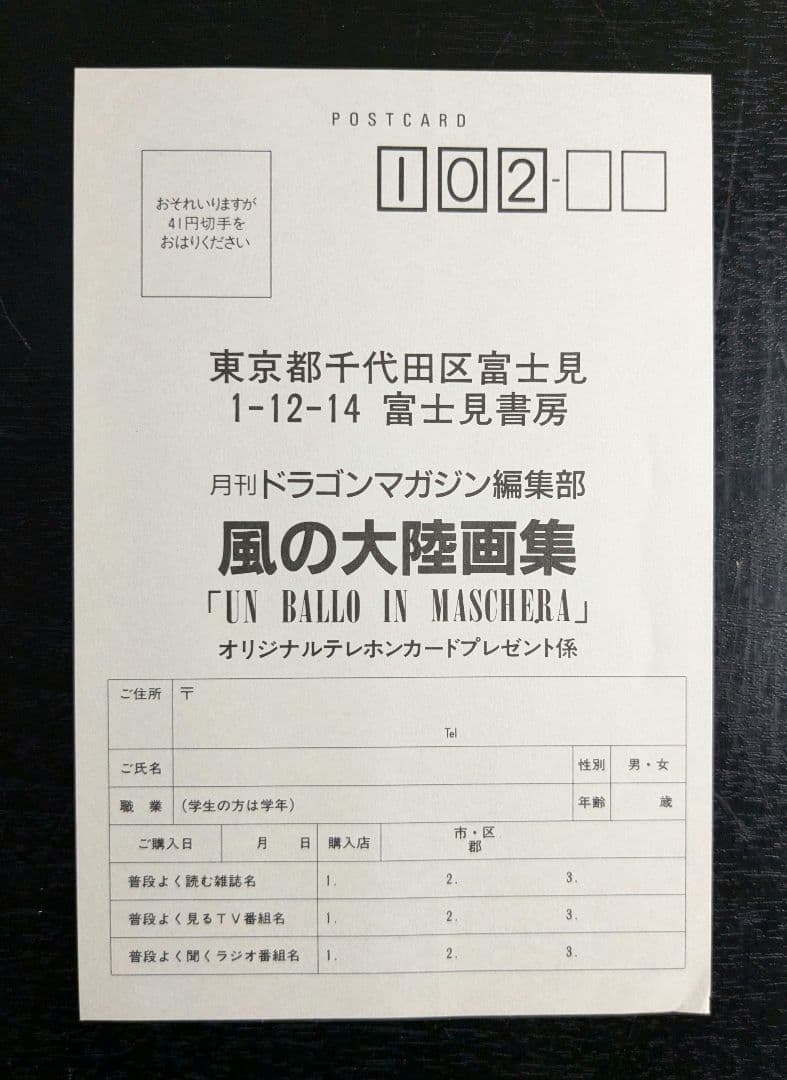 POSTCARD
102-
おそれいりますが
41円切手を
おはりください
東京都千代田区富士見
1-12-14 富士見書房
月刊ドラゴンマガジン編集部
風の大陸画集
「UN BALLO IN MASCHERA」
オリジナルテレホンカードプレゼント係
ご住所 〒
Tel
ご氏名 性別 男・女
職業 (学生の方は学年) 年齢 歳
ご購入日 月 日 購入店 市・区
郡
普段よく読む雑誌名 1. 2. 3.
普段よく見るTV番組名 1. 2. 3.
普段よく聞くラジオ番組名 1. 2. 3.